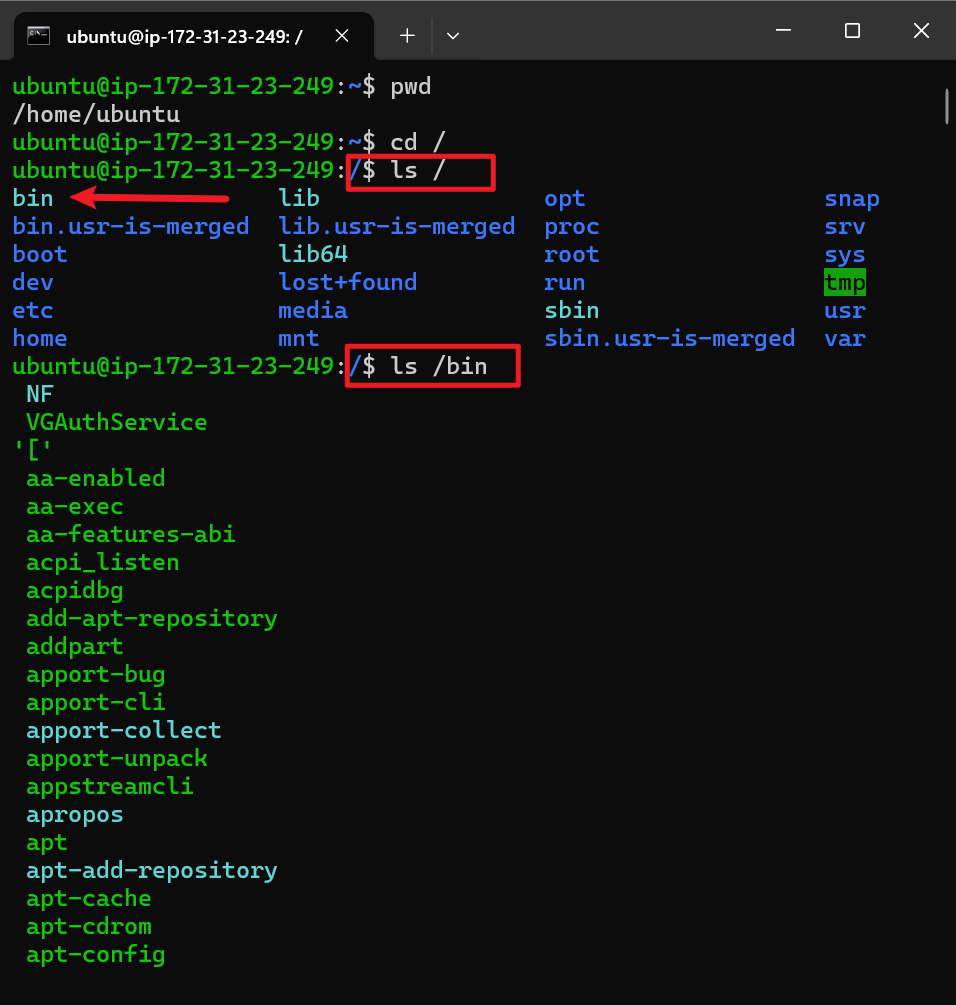 ubuntu@ip-172-31-23-249: /
ubuntu@ip-172-31-23-249:~$ pwd
/home/ubuntu
ubuntu@ip-172-31-23-249:~$ cd /
ubuntu@ip-172-31-23-249:/$ ls /
bin lib opt snap
bin.usr-is-merged lib.usr-is-merged proc srv
boot lib64 root sys
dev lost+found run tmp
etc media sbin usr
home mnt sbin.usr-is-merged var
ubuntu@ip-172-31-23-249:/$ ls /bin
NF
VGAuthService
'['
aa-enabled
aa-exec
aa-features-abi
acpi_listen
acpidbg
add-apt-repository
addpart
apport-bug
apport-cli
apport-collect
apport-unpack
appstreamcli
apropos
apt
apt-add-repository
apt-cache
apt-cdrom
apt-config